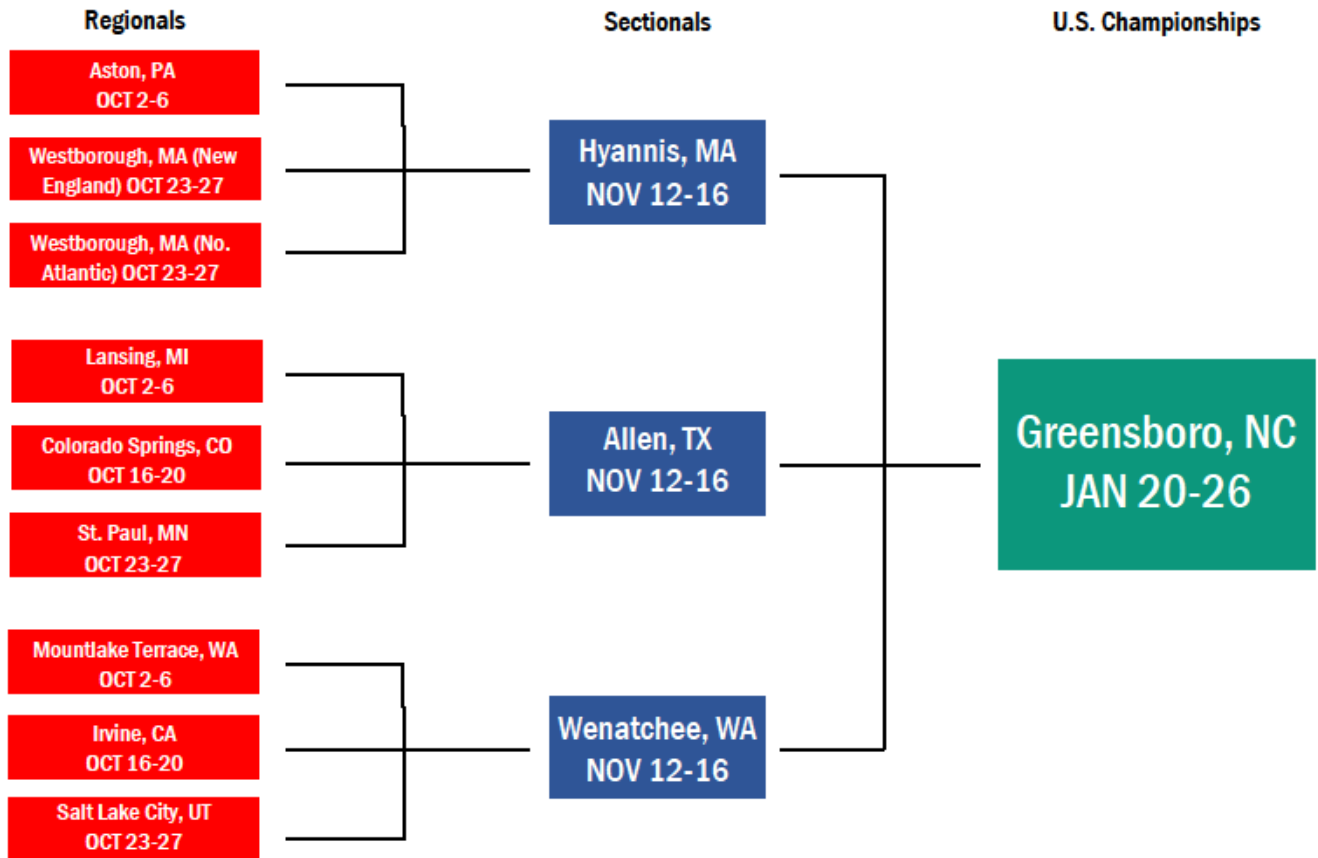 Regionals
Sectionals
U.S. Championships
Aston, PA
OCT 2-6
Westborough, MA (New
England) OCT 23-27
Westborough, MA (No.
Atlantic) OCT 23-27
Hyannis, MA
NOV 12-16
Lansing, MI
OCT 2-6
Colorado Springs, CO
OCT 16-20
St. Paul, MN
OCT 23-27
Allen, TX
NOV 12-16
Mountlake Terrace, WA
OCT 2-6
Irvine, CA
OCT 16-20
Salt Lake City, UT
OCT 23-27
Wenatchee, WA
NOV 12-16
Greensboro, NC
JAN 20-26